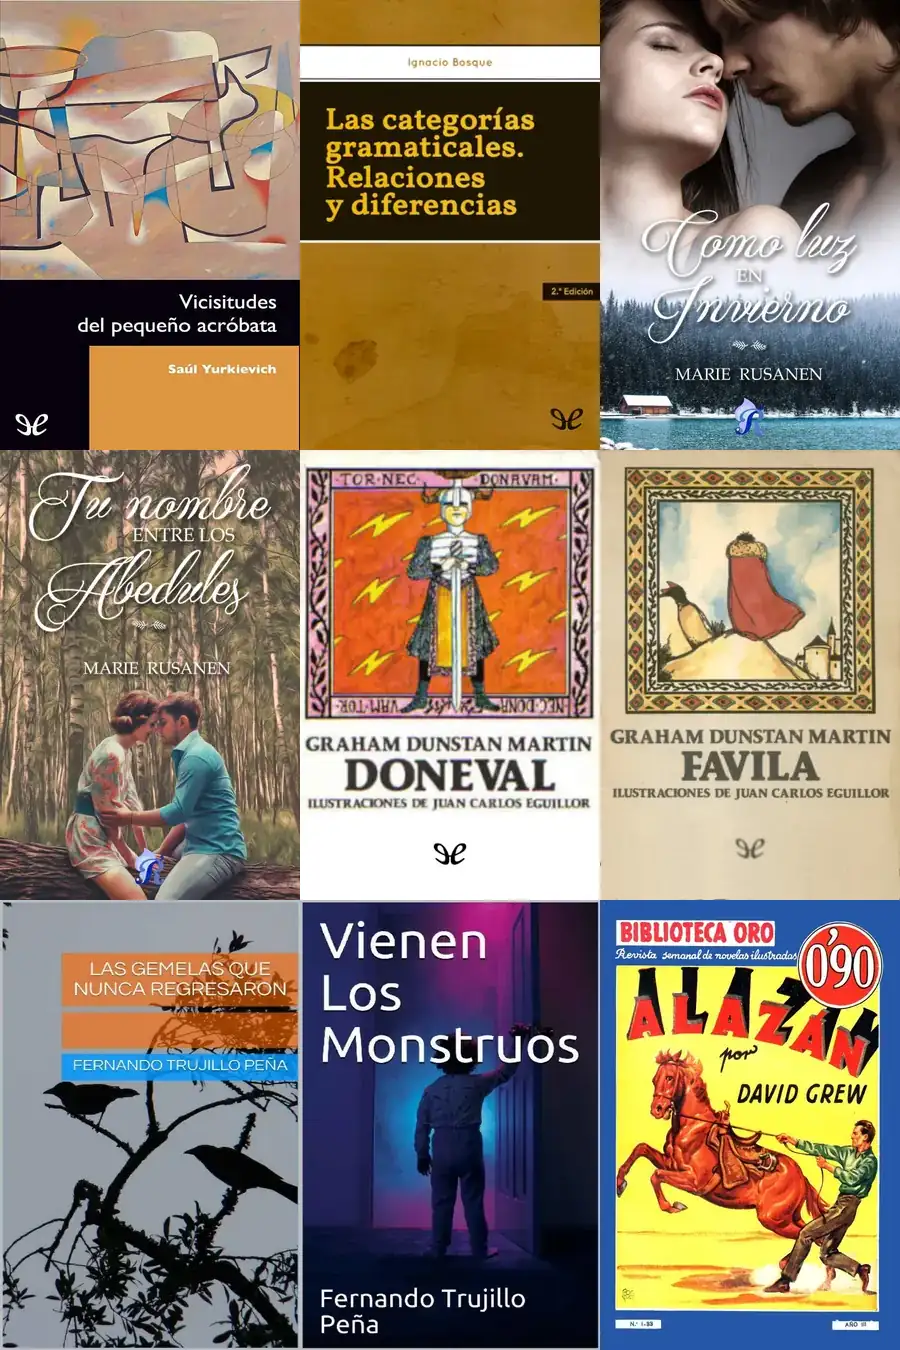 Vicisitudes
del pequeño acróbata
Saúl Yurkievich
Ignacio Bosque
Las categorías
gramaticales.
Relaciones
y diferencias
2.ª Edición
Como luz
EN
Invierno
MARIE RUSANEN
Tu nombre
ENTRE LOS
Abedules
MARIE RUSANEN
TOR·NEC· DONAVAM·
GRAHAM DUNSTAN MARTIN
DONEVAL
ILUSTRACIONES DE JUAN CARLOS EGUILLOR
GRAHAM DUNSTAN MARTIN
FAVILA
ILUSTRACIONES DE JUAN CARLOS EGUILLOR
LAS GEMELAS QUE
NUNCA REGRESARON
FERNANDO TRUJILLO PEÑA
Vienen
Los
Monstruos
Fernando Trujillo
Peña
BIBLIOTECA ORO
Revista semanal de novelas ilustradas
0'90
ALAZÁN
por
DAVID GREW
AÑO III